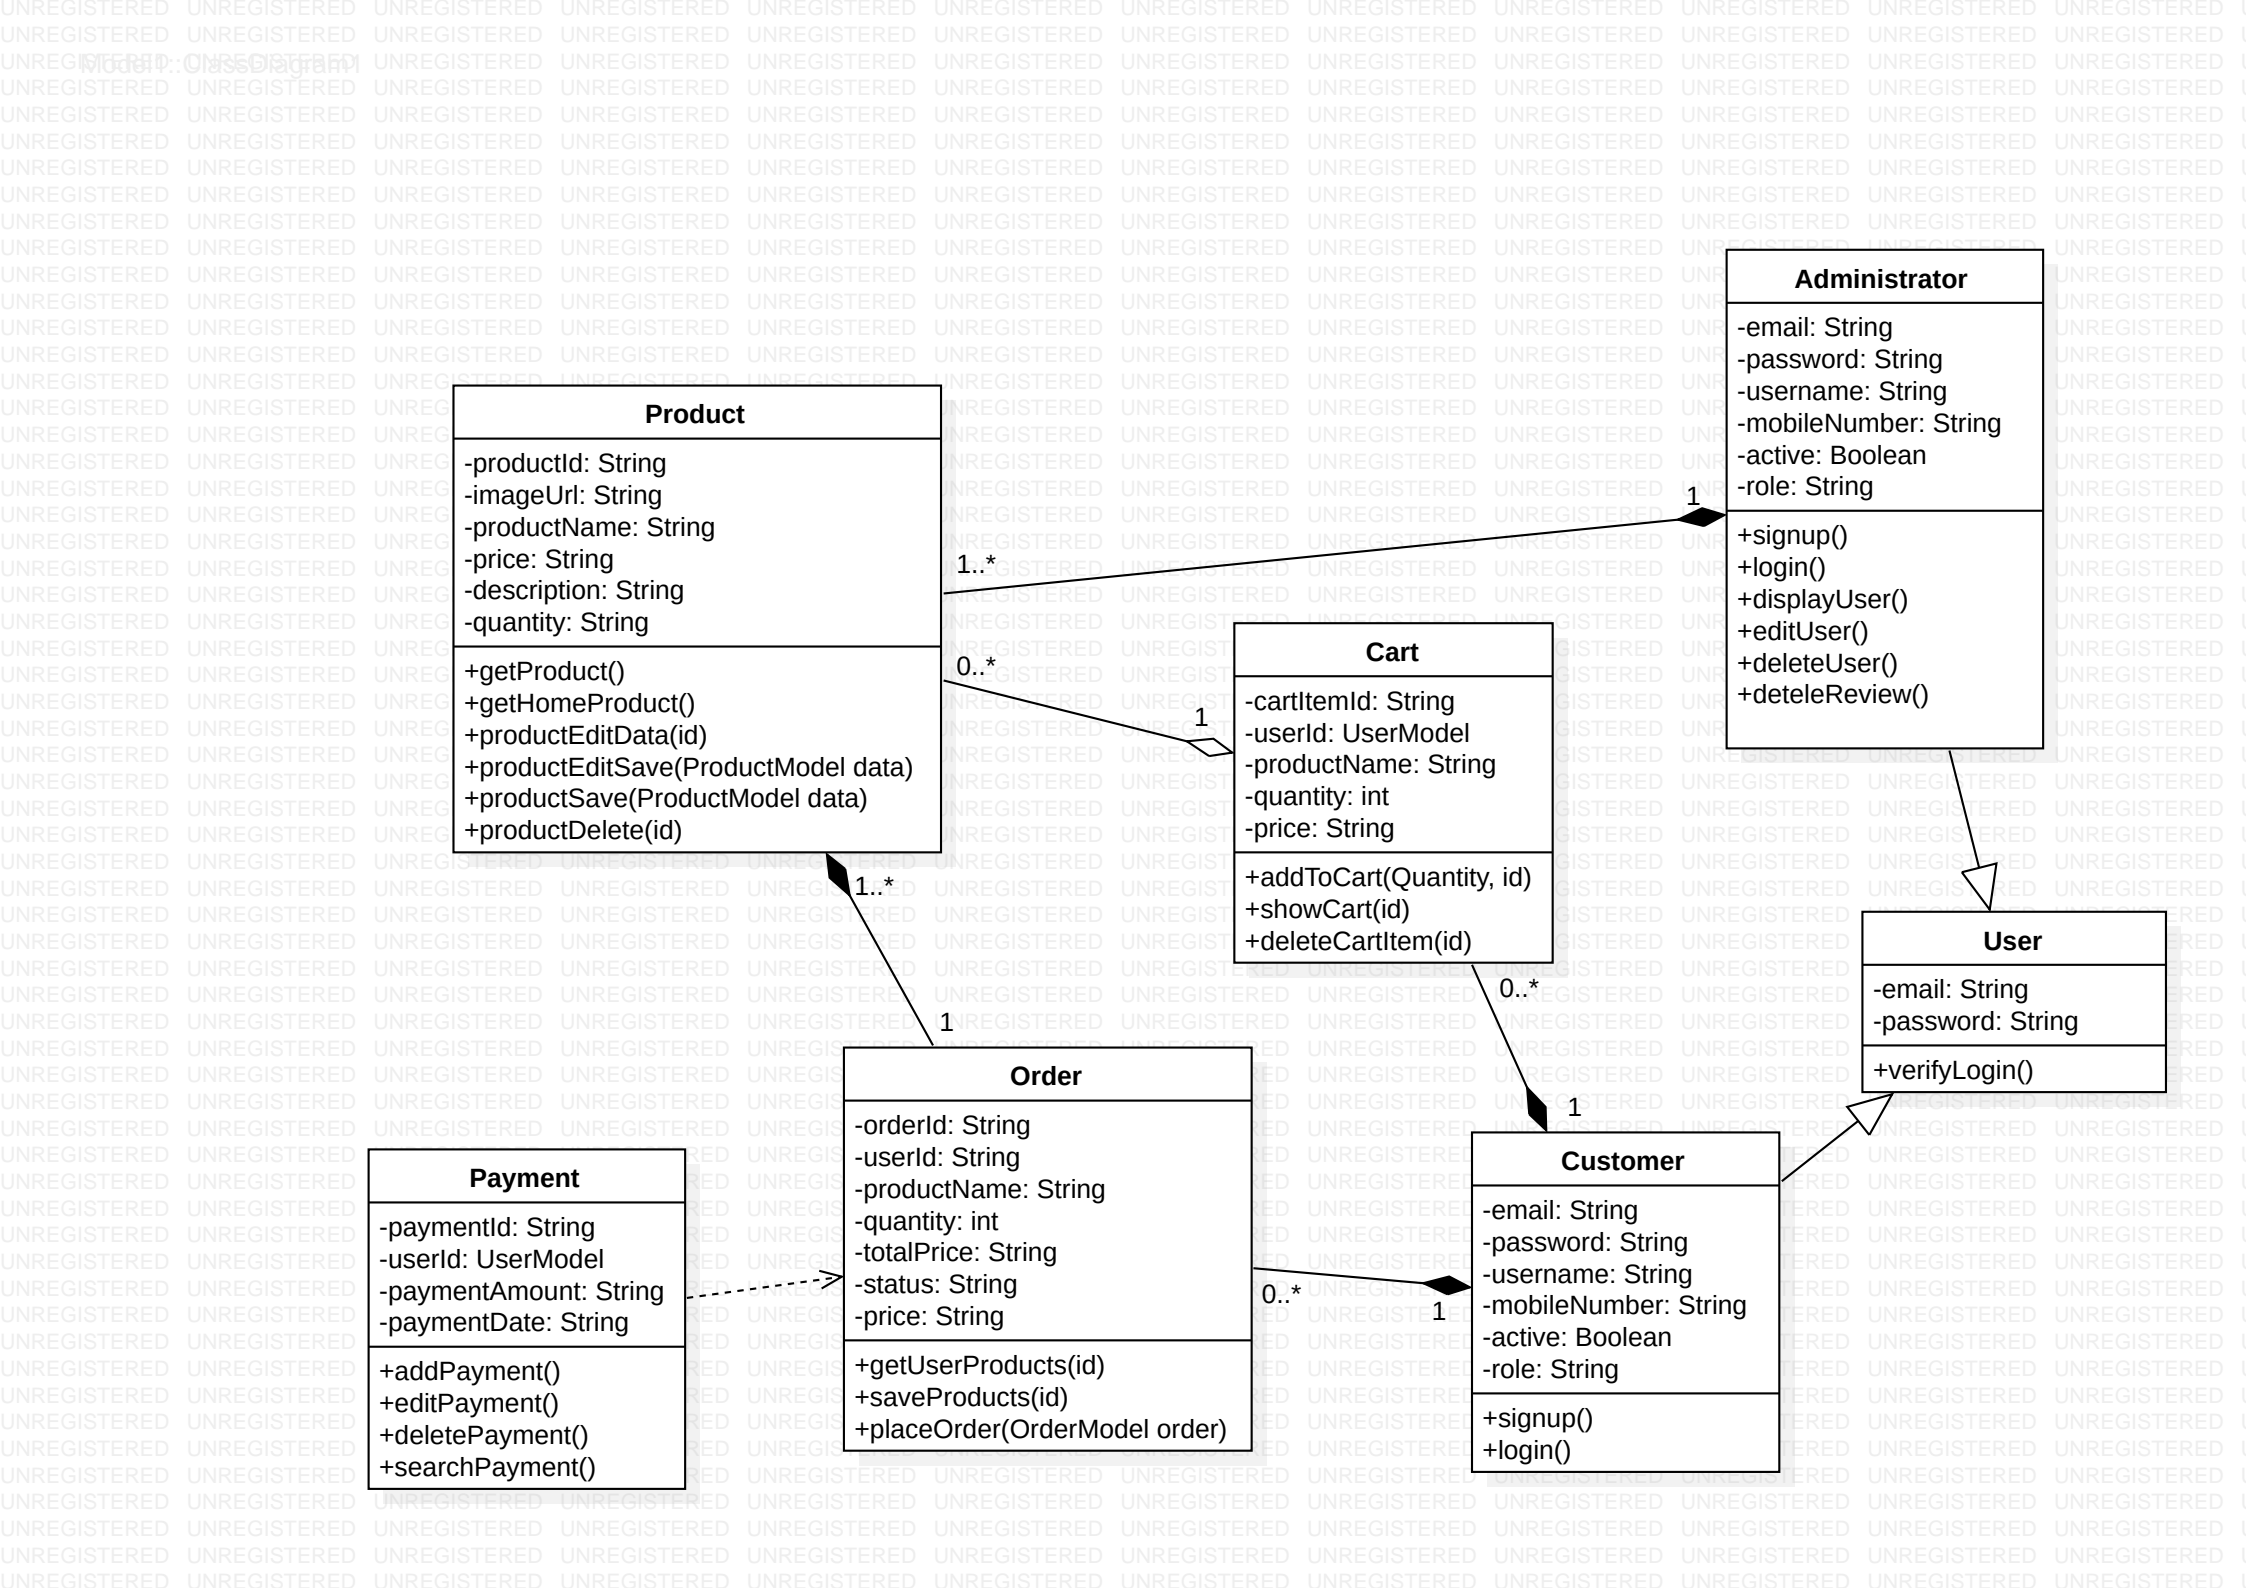 Model1::ClassDiagram1
Administrator
-email: String
-password: String
-username: String
-mobileNumber: String
-active: Boolean
-role: String
+signup()
+login()
+displayUser()
+editUser()
+deleteUser()
+deteleReview()
Product
-productId: String
-imageUrl: String
-productName: String
-price: String
-description: String
-quantity: String
+getProduct()
+getHomeProduct()
+productEditData(id)
+productEditSave(ProductModel data)
+productSave(ProductModel data)
+productDelete(id)
1
1..*
0..*
1
Cart
-cartItemId: String
-userId: UserModel
-productName: String
-quantity: int
-price: String
+addToCart(Quantity, id)
+showCart(id)
+deleteCartItem(id)
1..*
1
0..*
1
User
-email: String
-password: String
+verifyLogin()
Order
-orderId: String
-userId: String
-productName: String
-quantity: int
-totalPrice: String
-status: String
-price: String
+getUserProducts(id)
+saveProducts(id)
+placeOrder(OrderModel order)
Payment
-paymentId: String
-userId: UserModel
-paymentAmount: String
-paymentDate: String
+addPayment()
+editPayment()
+deletePayment()
+searchPayment()
0..*
1
Customer
-email: String
-password: String
-username: String
-mobileNumber: String
-active: Boolean
-role: String
+signup()
+login()
UNREGISTERED